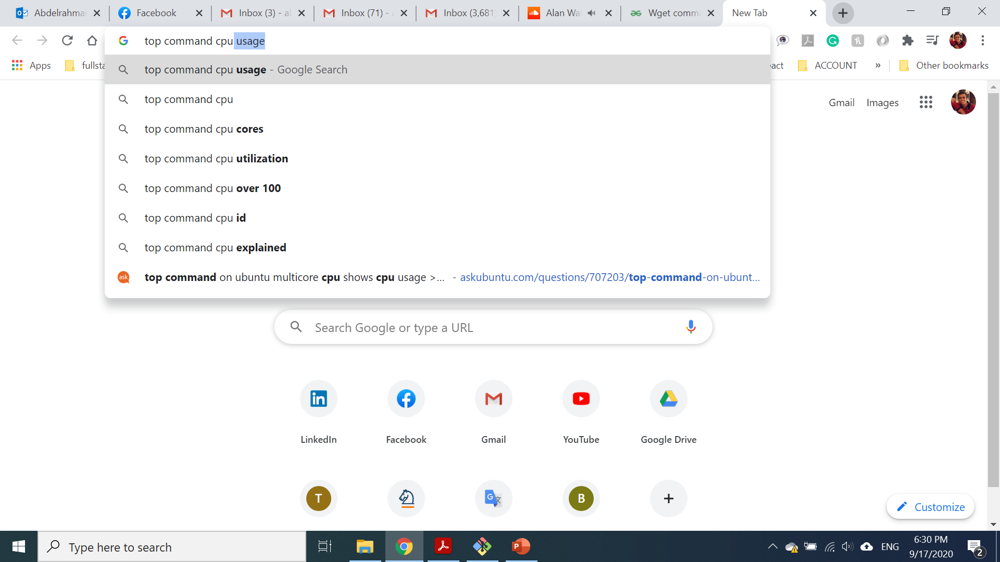 Abdelrahma
Facebook
Inbox (3) - al
Inbox (71) - a
Inbox (3,681)
Alan Wa
Wget comma
New Tab
top command cpu usage
Apps
fullsta
act
ACCOUNT
»
Other bookmarks
top command cpu usage - Google Search
top command cpu
top command cpu cores
top command cpu utilization
top command cpu over 100
top command cpu id
top command cpu explained
ask
top command on ubuntu multicore cpu shows cpu usage >... - askubuntu.com/questions/707203/top-command-on-ubunt...
Gmail
Images
Search Google or type a URL
LinkedIn
Facebook
Gmail
YouTube
Google Drive
T
B
Customize
Type here to search
ENG
6:30 PM
9/17/2020
2